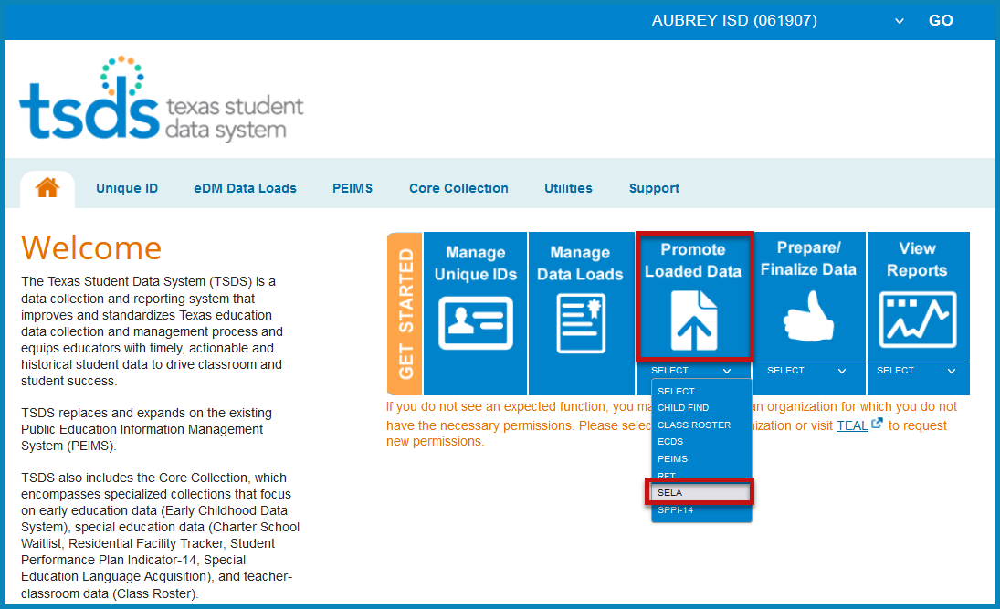 AUBREY ISD (061907)
GO
tsds
texas student
data system
Unique ID
eDM Data Loads
PEIMS
Core Collection
Utilities
Support
Welcome
The Texas Student Data System (TSDS) is a
data collection and reporting system that
improves and standardizes Texas education
data collection and management process and
equips educators with timely, actionable and
historical student data to drive classroom and
student success.
TSDS replaces and expands on the existing
Public Education Information Management
System (PEIMS).
TSDS also includes the Core Collection, which
encompasses specialized collections that focus
on early education data (Early Childhood Data
System), special education data (Charter School
Waitlist, Residential Facility Tracker, Student
Performance Plan Indicator-14, Special
Education Language Acquisition), and teacher-
classroom data (Class Roster).
GET STARTED
Manage
Unique IDs
Manage
Data Loads
Promote
Loaded Data
Prepare/
Finalize Data
View
Reports
SELECT
SELECT
SELECT
SELECT
CHILD FIND
CLASS ROSTER
ECDS
PEIMS
RFT
SELA
SPPI-14
If you do not see an expected function, you ma an organization for which you do not
have the necessary permissions. Please selec ization or visit TEAL to request
new permissions.